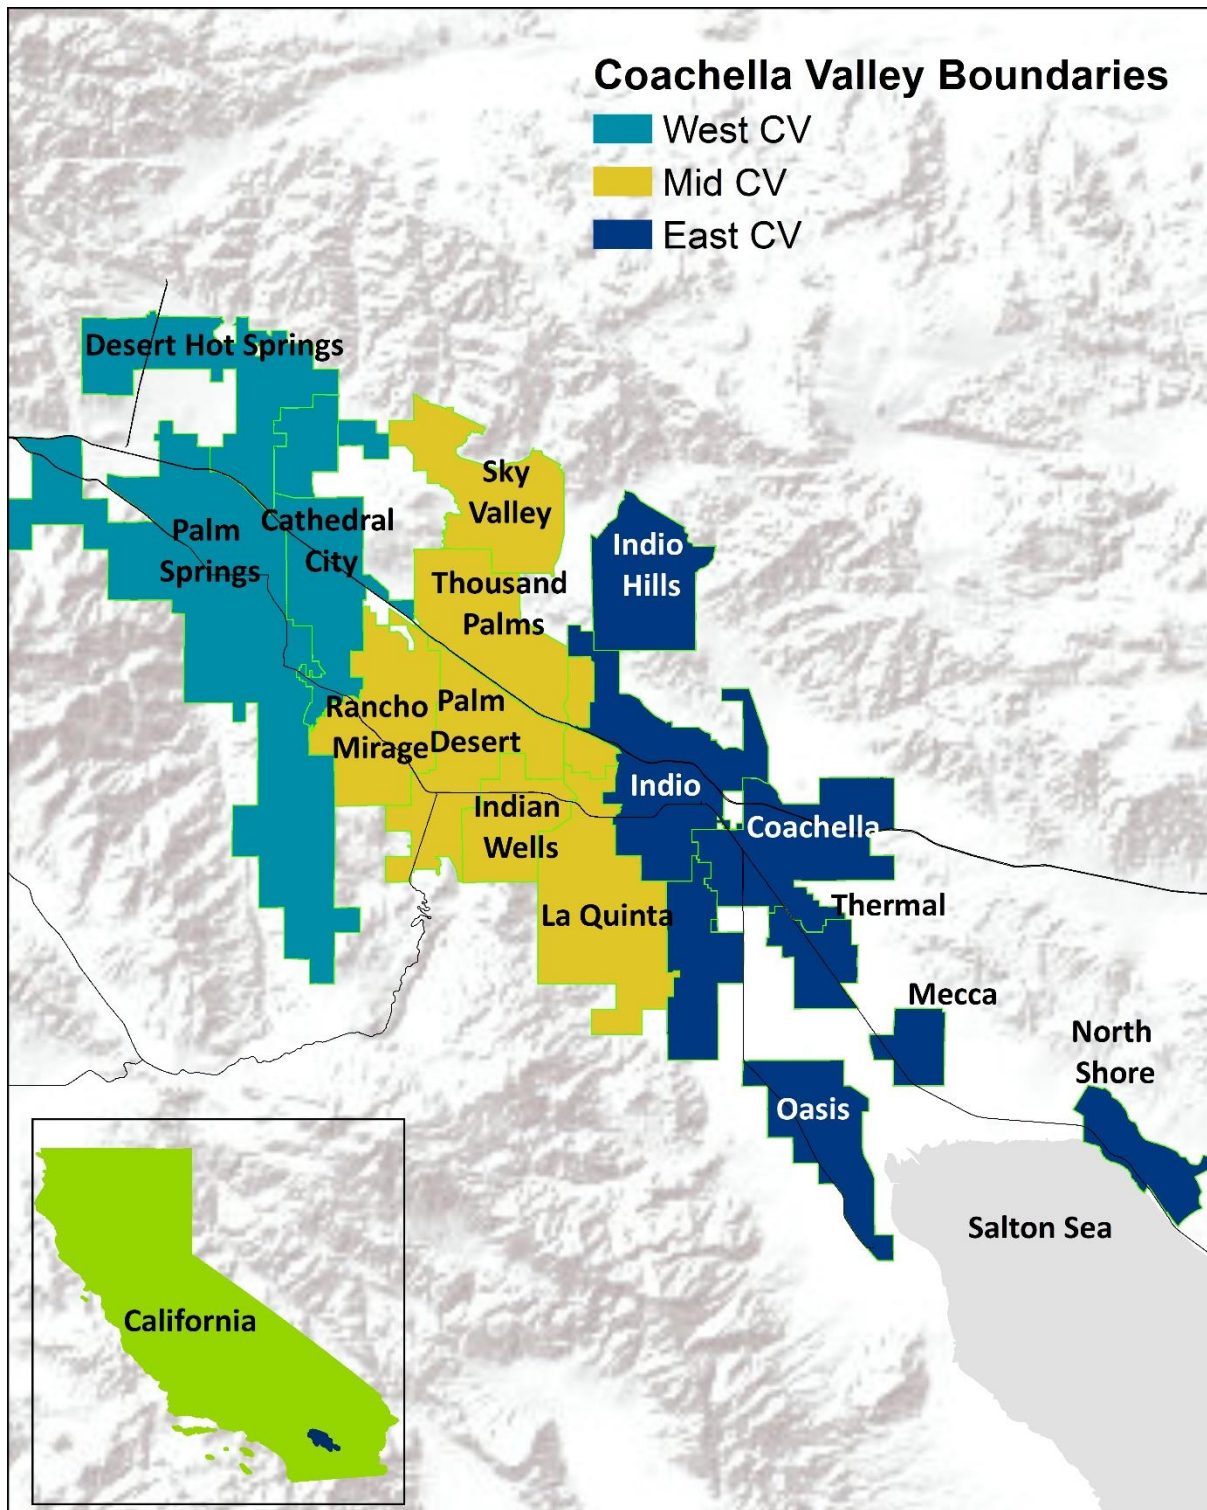 Coachella Valley Boundaries
West CV
Mid CV
East CV
Desert Hot Springs
Sky
Valley
Palm
Springs
Cathedral
City
Indio
Hills
Thousand
Palms
Rancho
Mirage
Palm
Desert
Indio
Indian
Wells
Coachella
La Quinta
Thermal
Mecca
North
Shore
Oasis
Salton Sea
California